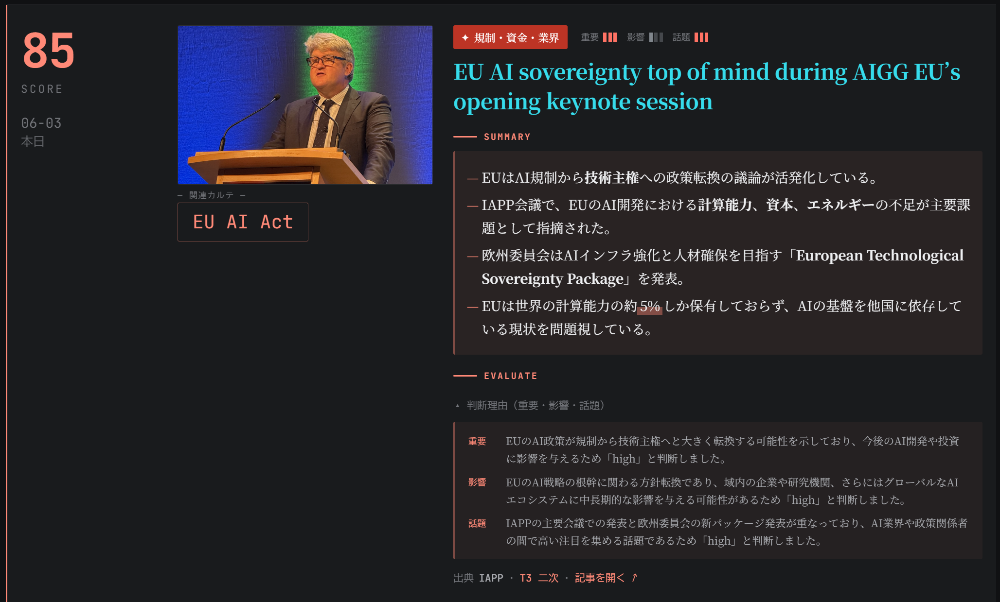 85
SCORE
06-03
本日
— 関連カルテ —
EU AI Act
✦ 規制・資金・業界
重要 影響 話題
EU AI sovereignty top of mind during AIGG EU’s
opening keynote session
SUMMARY
— EUはAI規制から技術主権への政策転換の議論が活発化している。
— IAPP会議で、EUのAI開発における計算能力、資本、エネルギーの不足が主要課
題として指摘された。
— 欧州委員会はAIインフラ強化と人材確保を目指す「European Technological
Sovereignty Package」を発表。
— EUは世界の計算能力の約5%しか保有しておらず、AIの基盤を他国に依存して
いる現状を問題視している。
EVALUATE
▴ 判断理由（重要・影響・話題）
重要 EUのAI政策が規制から技術主権へと大きく転換する可能性を示しており、今後のAI開発や投資
に影響を与えるため「high」と判断しました。
影響 EUのAI戦略の根幹に関わる方針転換であり、域内の企業や研究機関、さらにはグローバルなAI
エコシステムに中長期的な影響を与える可能性があるため「high」と判断しました。
話題 IAPPの主要会議での発表と欧州委員会の新パッケージ発表が重なっており、AI業界や政策関係者
の間で高い注目を集める話題であるため「high」と判断しました。
出典 IAPP · T3 二次 · 記事を開く ↗